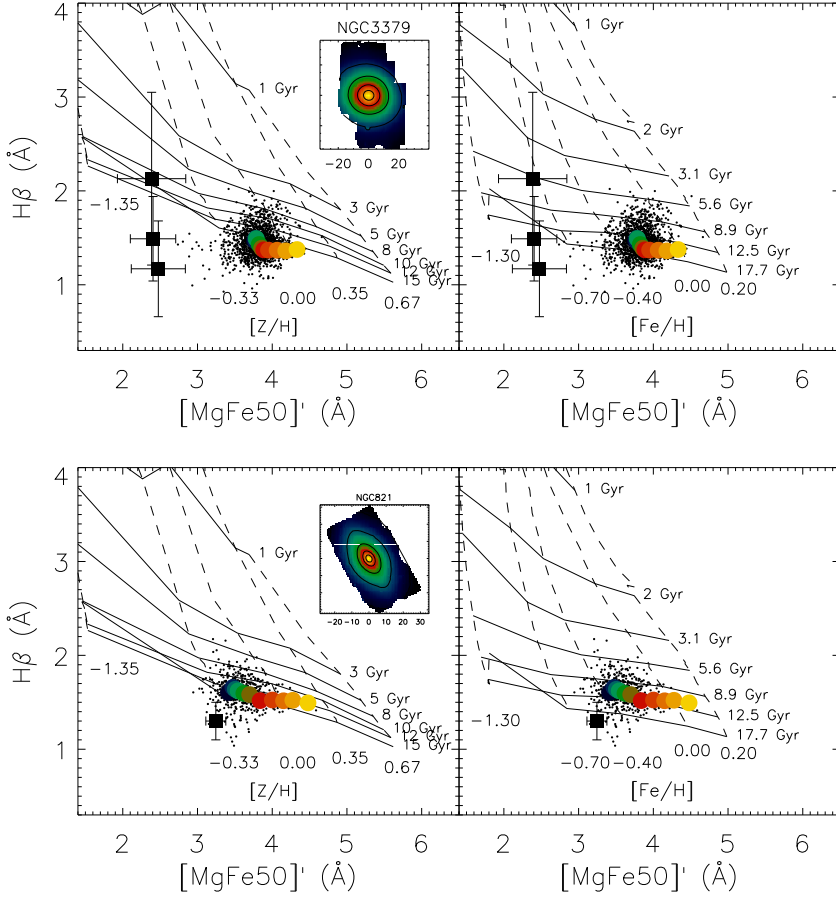 4
3
2
1
Hβ (Å)
NGC3379
−20 0 20
1 Gyr
3 Gyr
5 Gyr
8 Gyr
10 Gyr
12 Gyr
15 Gyr
−1.35
−0.33
0.00
0.35
0.67
[Z/H]
2 3 4 5 6
[MgFe50]' (Å)
1 Gyr
2 Gyr
3.1 Gyr
5.6 Gyr
8.9 Gyr
12.5 Gyr
17.7 Gyr
−1.30
−0.70
−0.40
0.00
0.20
[Fe/H]
2 3 4 5 6
[MgFe50]' (Å)
4
3
2
1
Hβ (Å)
NGC821
−20 −10 0 10 20 30
1 Gyr
3 Gyr
5 Gyr
8 Gyr
10 Gyr
12 Gyr
15 Gyr
−1.35
−0.33
0.00
0.35
0.67
[Z/H]
2 3 4 5 6
[MgFe50]' (Å)
1 Gyr
2 Gyr
3.1 Gyr
5.6 Gyr
8.9 Gyr
12.5 Gyr
17.7 Gyr
−1.30
−0.70
−0.40
0.00
0.20
[Fe/H]
2 3 4 5 6
[MgFe50]' (Å)